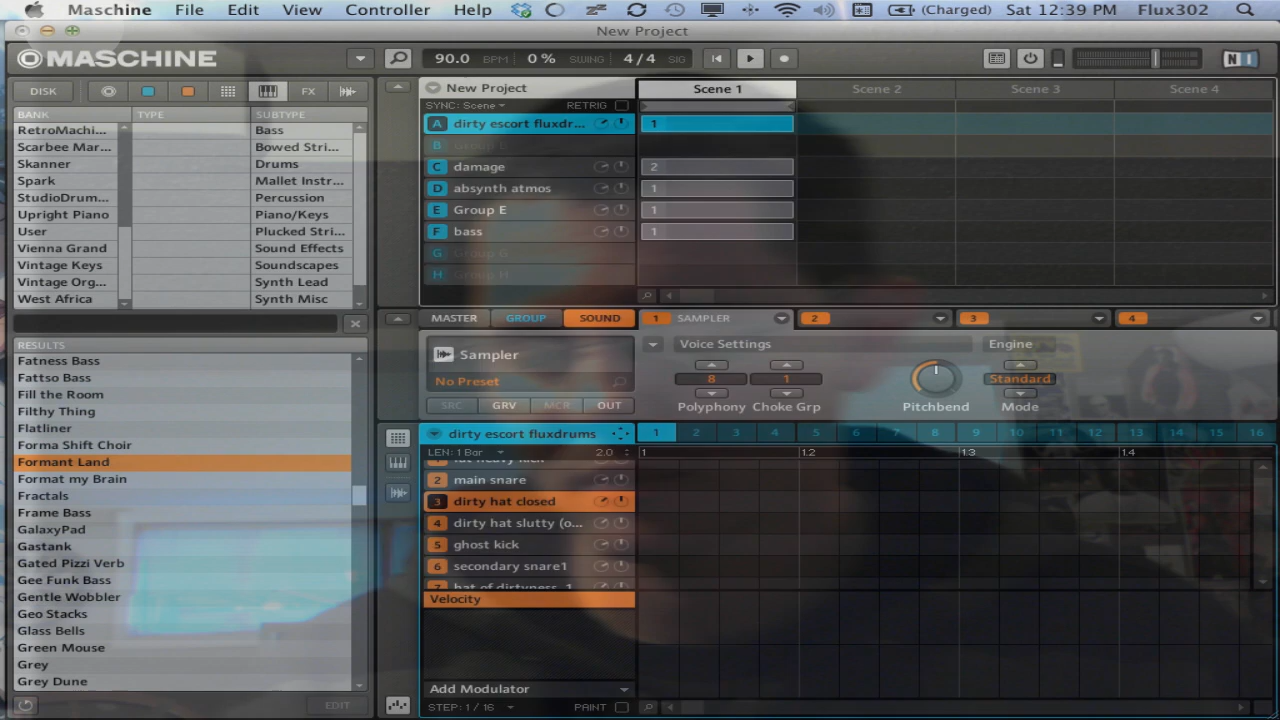 Maschine File Edit View Controller Help (Charged) Sat 12:39 PM Flux302
New Project
MASCHINE 90.0 BPM 0 % SWING 4 / 4 SIG
DISK FX
BANK TYPE SUBTYPE
RetroMachi... Bass
Scarbee Mar... Bowed Stri...
Skanner Drums
Spark Mallet Instr...
StudioDrum... Percussion
Upright Piano Piano/Keys
User Plucked Stri...
Vienna Grand Sound Effects
Vintage Keys Soundscapes
Vintage Org... Synth Lead
West Africa Synth Misc
RESULTS
Fatness Bass
Fattso Bass
Fill the Room
Filthy Thing
Flatliner
Forma Shift Choir
Formant Land
Format my Brain
Fractals
Frame Bass
GalaxyPad
Gastank
Gated Pizzi Verb
Gee Funk Bass
Gentle Wobbler
Geo Stacks
Glass Bells
Green Mouse
Grey
Grey Dune
EDIT
New Project Scene 1 Scene 2 Scene 3 Scene 4
SYNC: Scene RETRIG
A dirty escort fluxdr... 1
B
C damage 2
D absynth atmos 1
E Group E 1
F bass 1
G Group G
H Group H
MASTER GROUP SOUND 1 SAMPLER 2 3 4
Sampler
No Preset
SRC GRV MCR OUT
Voice Settings Engine
8 1 Standard
Polyphony Choke Grp Pitchbend Mode
dirty escort fluxdrums 1 2 3 4 5 6 7 8 9 10 11 12 13 14 15 16
LEN: 1 Bar 2.0 1 1.2 1.3 1.4
1 fat heavy kick
2 main snare
3 dirty hat closed
4 dirty hat slutty (o...
5 ghost kick
6 secondary snare1
7 hat of dirtyness_1
Velocity
Add Modulator
STEP: 1 / 16 PAINT